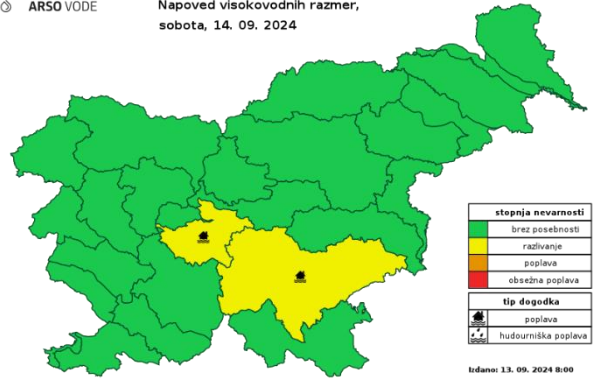 ARSO VODE
Napoved visokovodnih razmer,
sobota, 14. 09. 2024
stopnja nevarnosti
brez posebnosti
razlivanje
poplava
obsežna poplava
tip dogodka
poplava
hudourniška poplava
Izdano: 13. 09. 2024 8:00